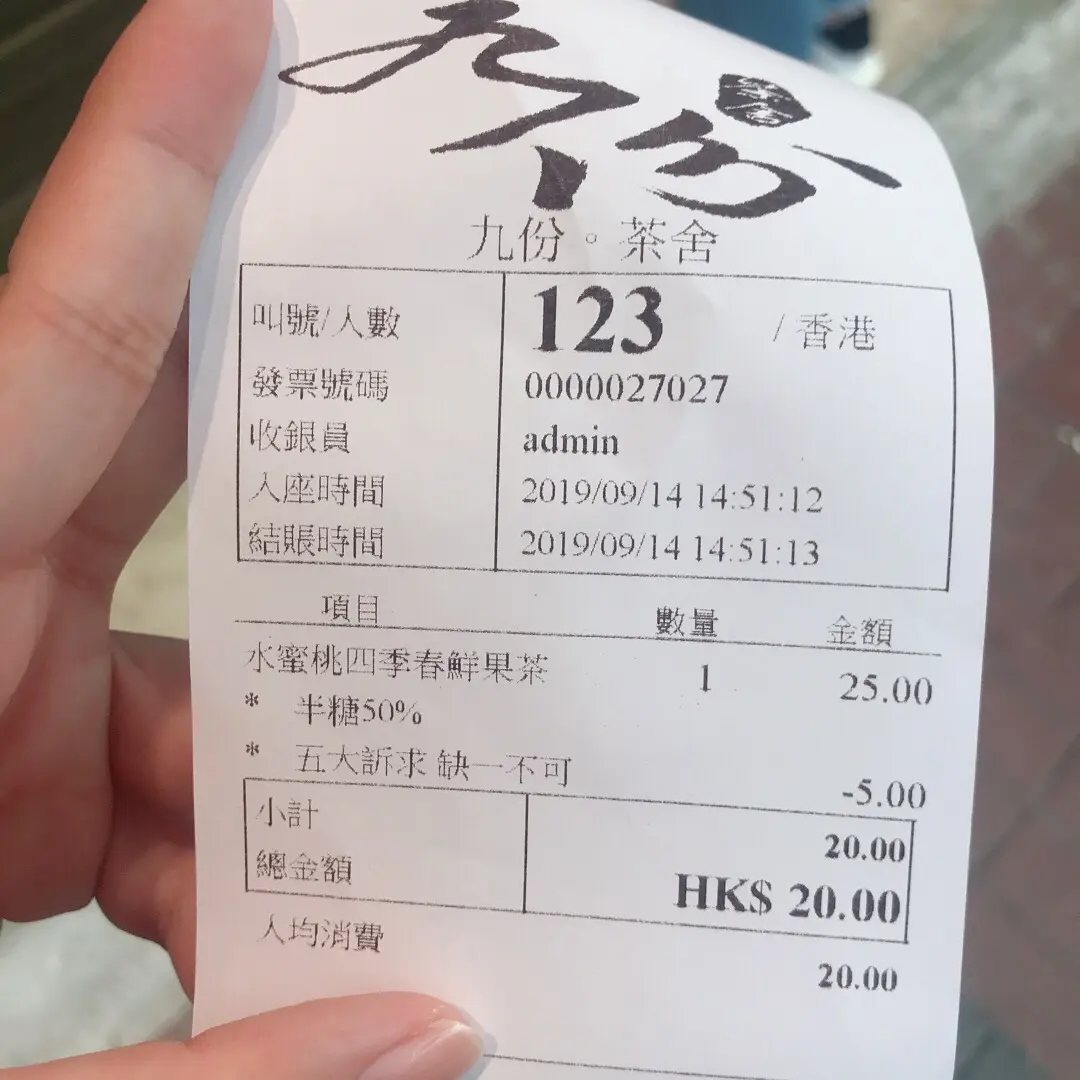 九份
茶舍
九份。茶舍
叫號/人數 123 /香港
發票號碼 0000027027
收銀員 admin
入座時間 2019/09/14 14:51:12
結賬時間 2019/09/14 14:51:13
項目 數量 金額
水蜜桃四季春鮮果茶 1 25.00
* 半糖50%
* 五大訴求 缺一不可 -5.00
小計 20.00
總金額 HK$ 20.00
人均消費 20.00